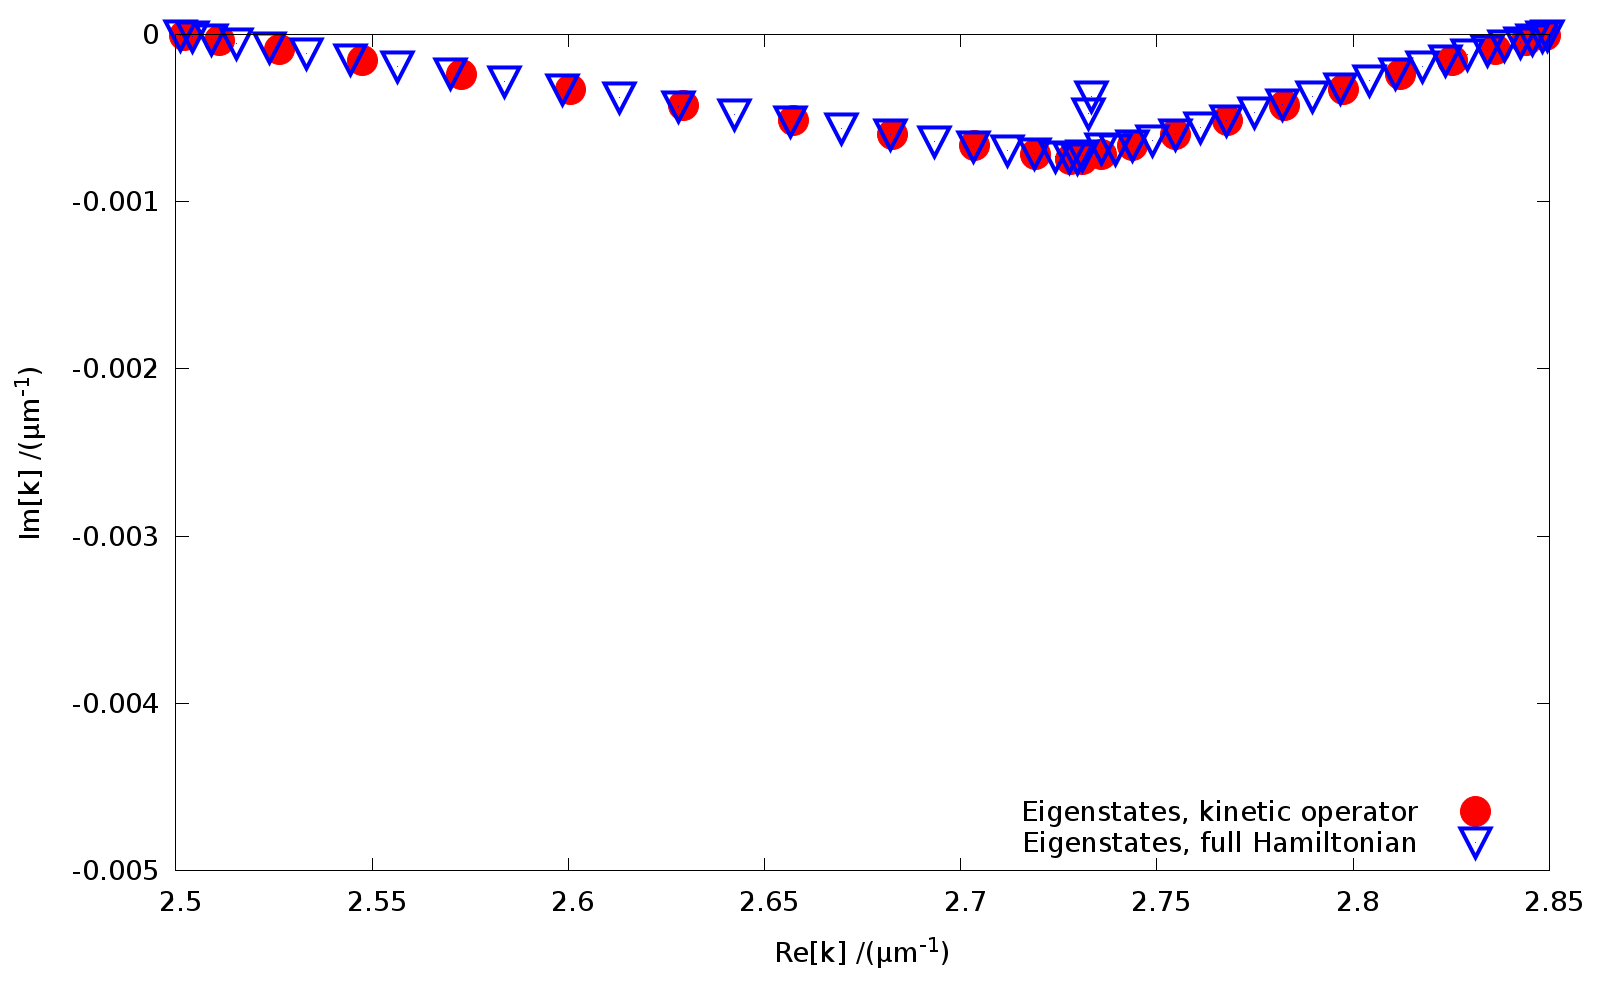 0
-0.001
-0.002
-0.003
-0.004
-0.005
2.5 2.55 2.6 2.65 2.7 2.75 2.8 2.85
Im[k] /(μm⁻¹)
Re[k] /(μm⁻¹)
Eigenstates, kinetic operator
Eigenstates, full Hamiltonian